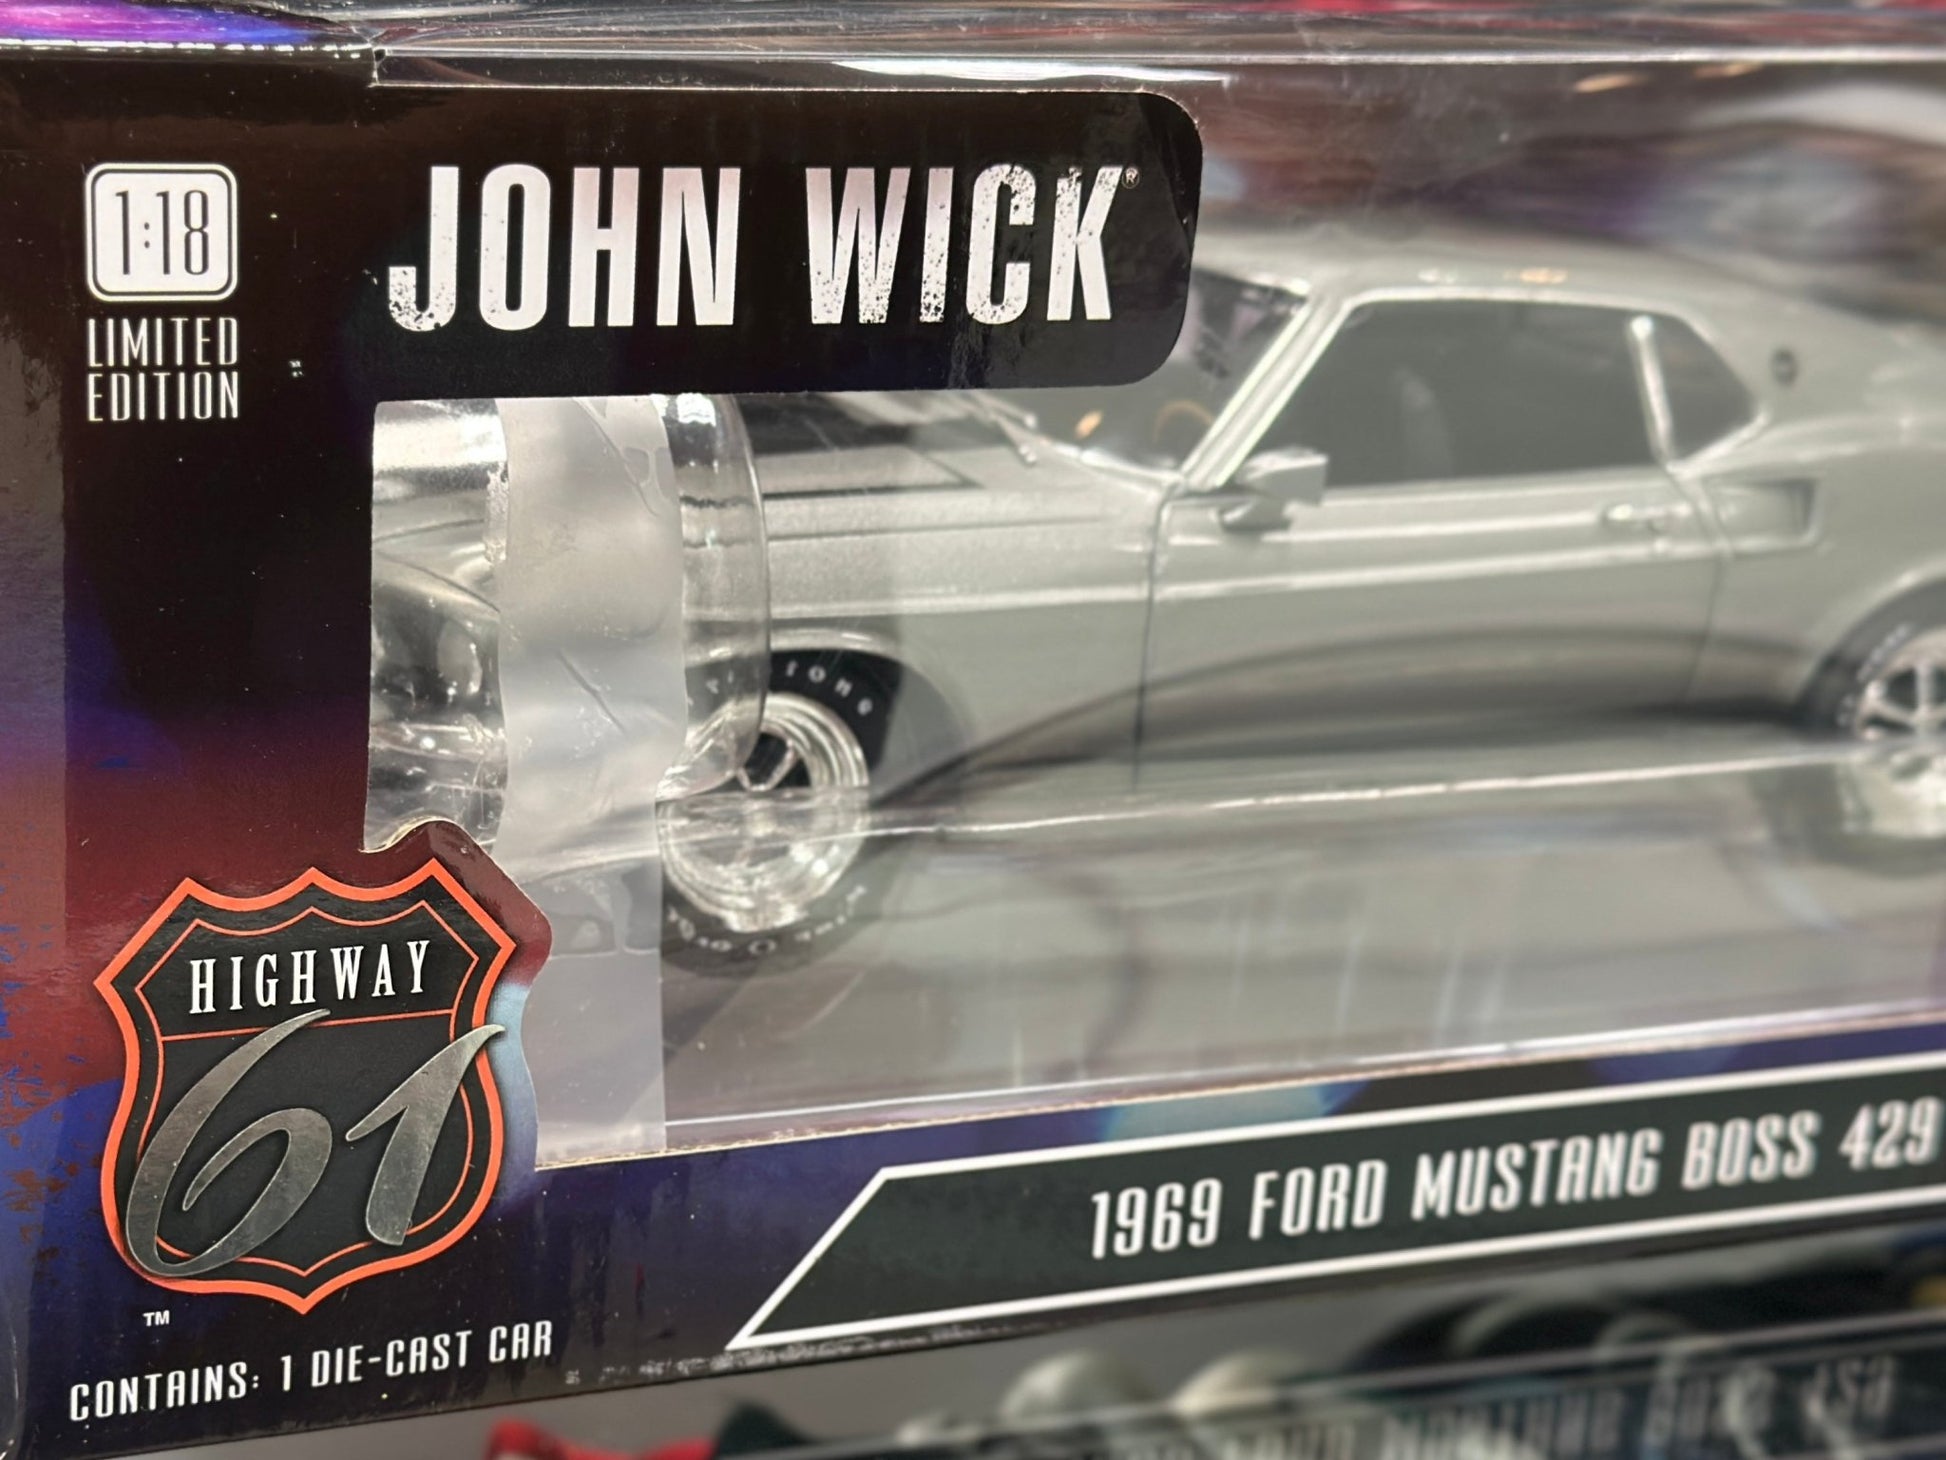 1:18
LIMITED
EDITION
JOHN WICK®
HIGHWAY
61
™
CONTAINS: 1 DIE-CAST CAR
1969 FORD MUSTANG BOSS 429